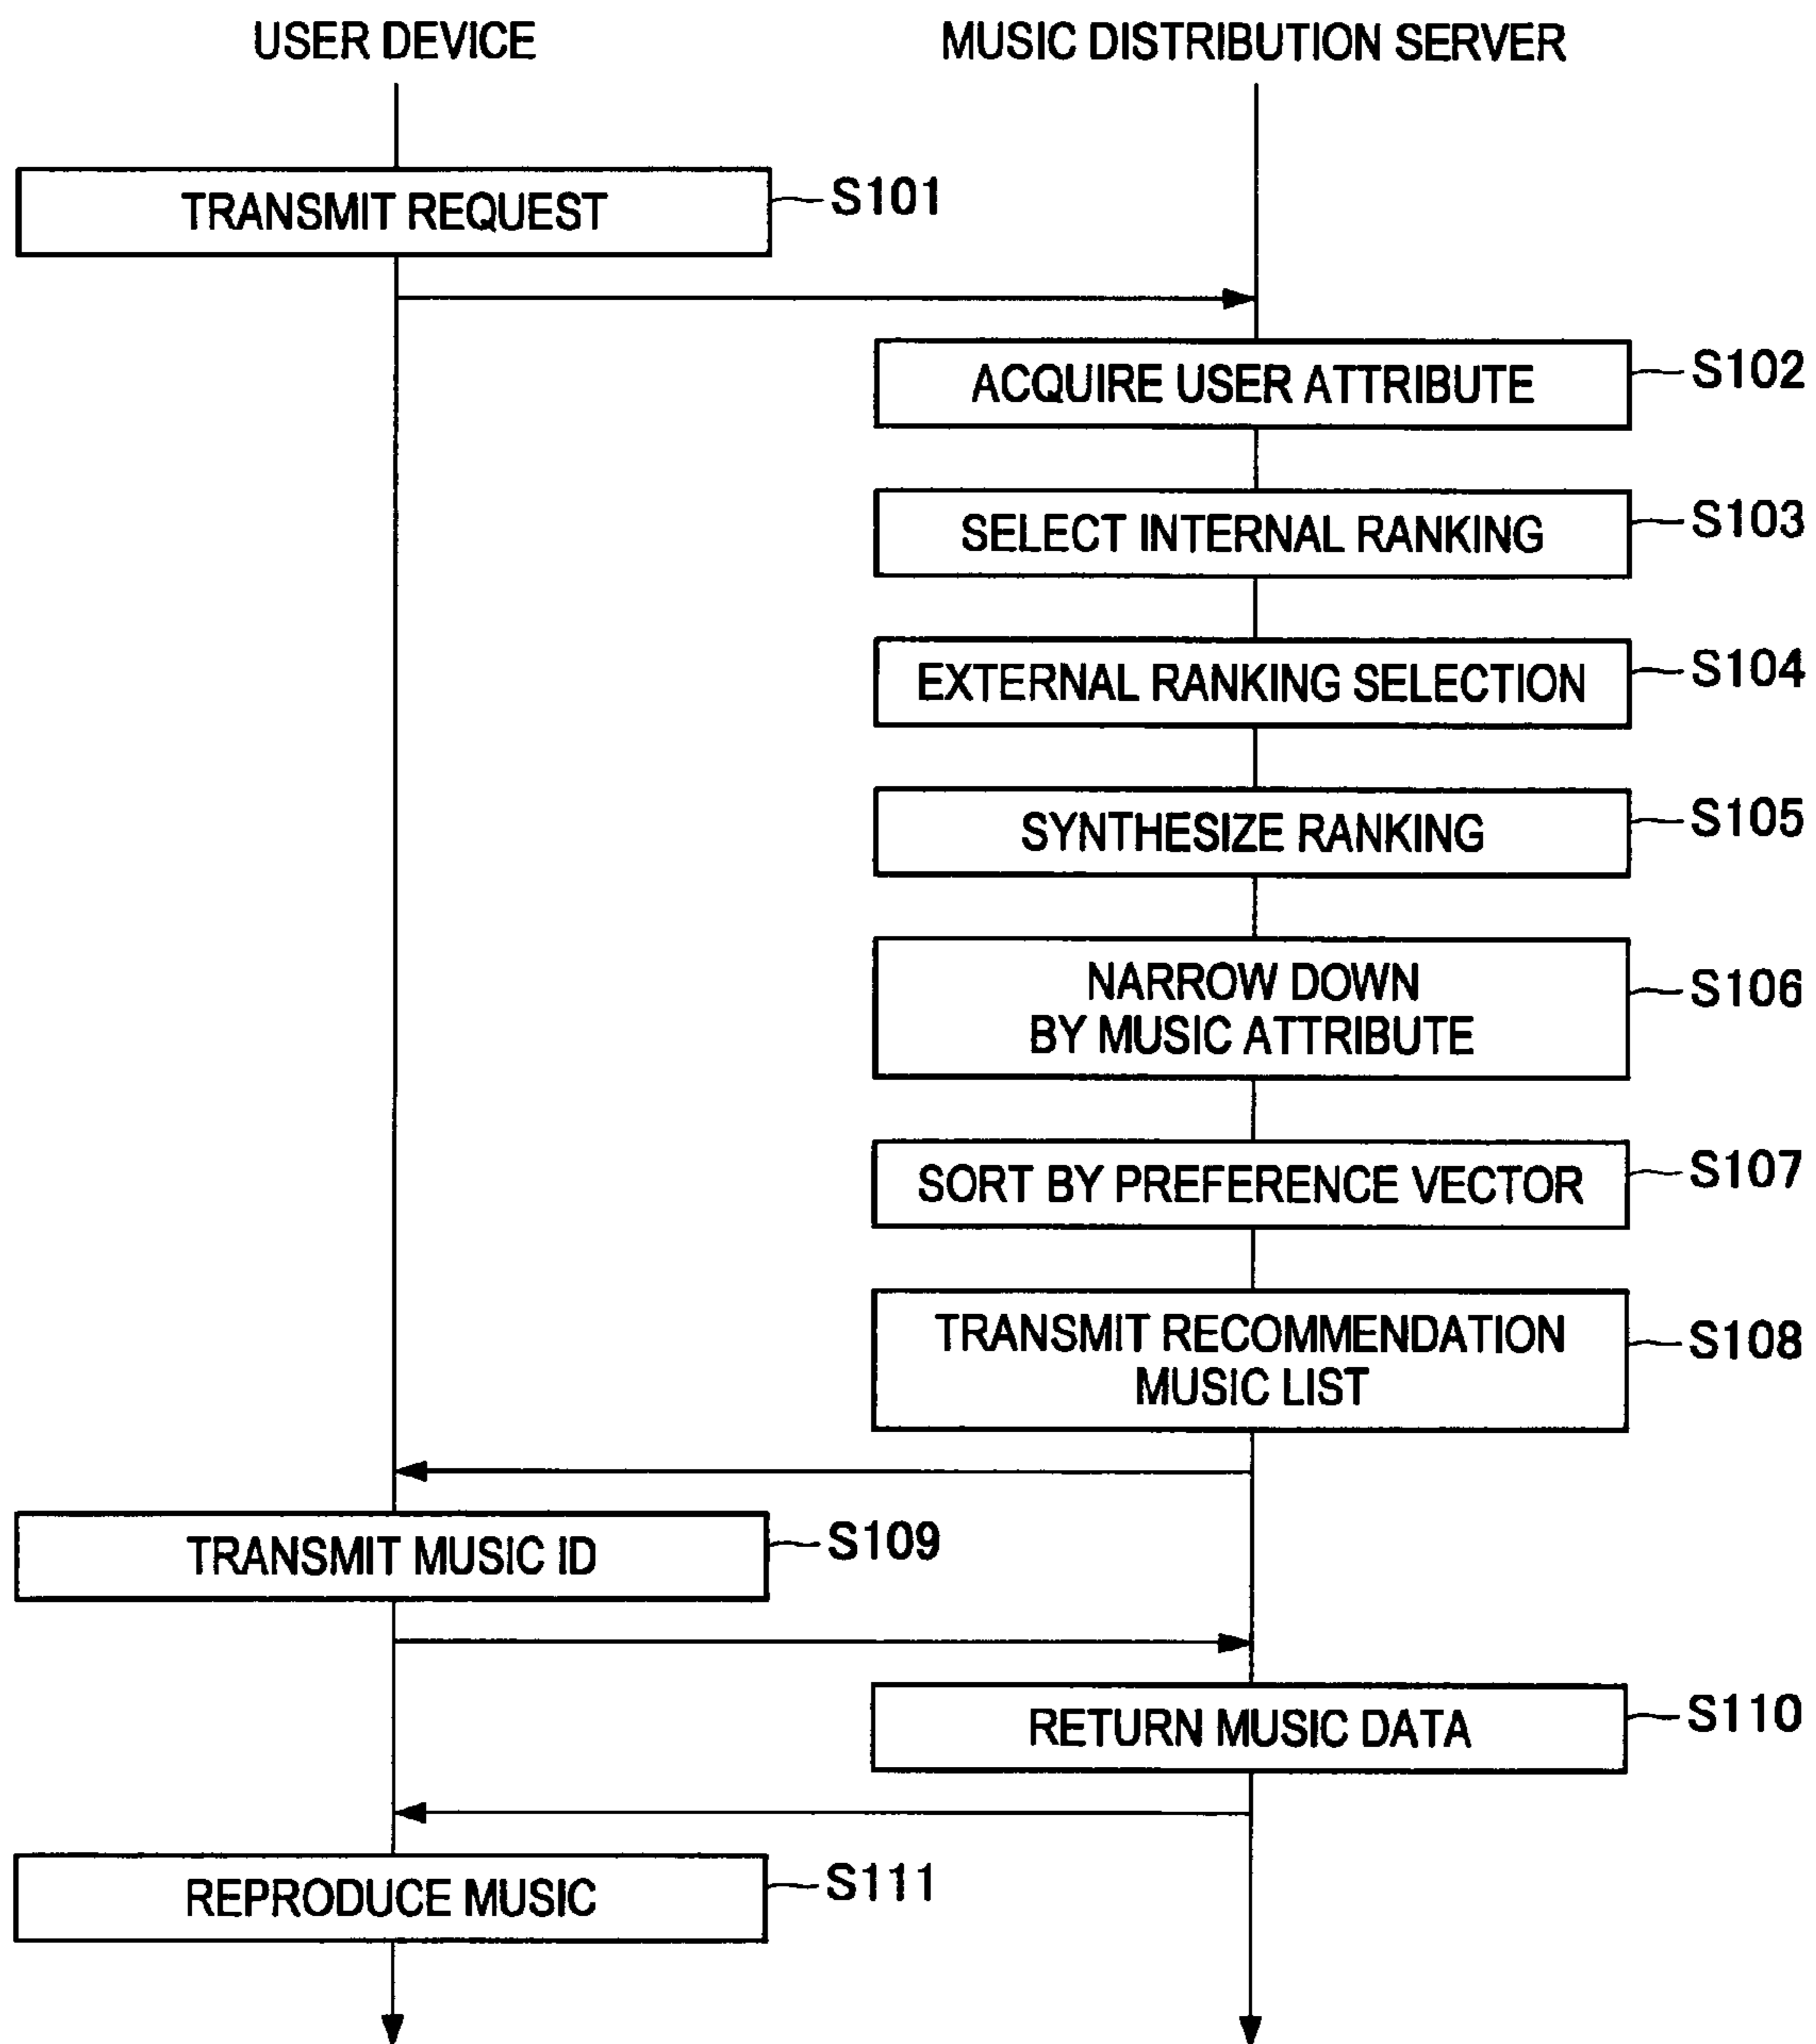 USER DEVICE
MUSIC DISTRIBUTION SERVER
TRANSMIT REQUEST
S101
ACQUIRE USER ATTRIBUTE
S102
SELECT INTERNAL RANKING
S103
EXTERNAL RANKING SELECTION
S104
SYNTHESIZE RANKING
S105
NARROW DOWN
BY MUSIC ATTRIBUTE
S106
SORT BY PREFERENCE VECTOR
S107
TRANSMIT RECOMMENDATION
MUSIC LIST
S108
TRANSMIT MUSIC ID
S109
RETURN MUSIC DATA
S110
REPRODUCE MUSIC
S111